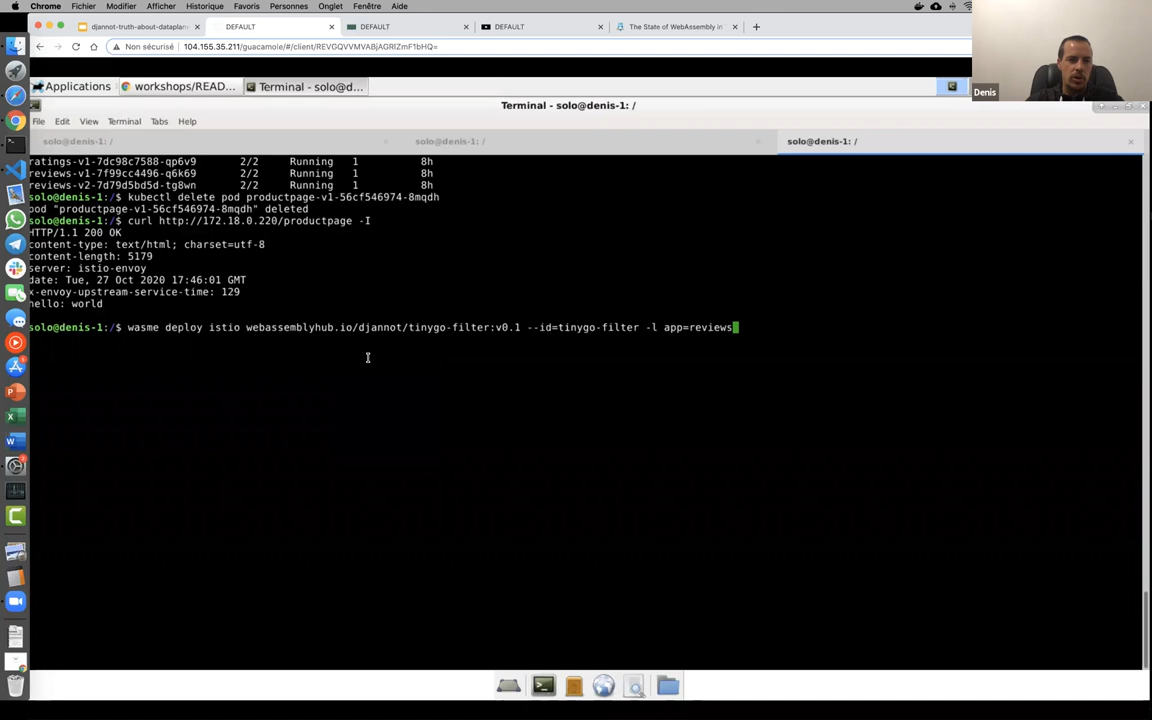 Chrome Fichier Modifier Afficher Historique Favoris Personnes Onglet Fenêtre Aide
djannot-truth-about-dataplan
DEFAULT
DEFAULT
DEFAULT
The State of WebAssembly in
Non sécurisé 104.155.35.211/guacamole/#/client/REVGQVVMVABjAGRlZmF1bHQ=
Denis
Applications
workshops/READ...
Terminal - solo@d...
Terminal - solo@denis-1: /
File Edit View Terminal Tabs Help
solo@denis-1: /
solo@denis-1: /
solo@denis-1: /
ratings-v1-7dc98c7588-qp6v9 2/2 Running 1 8h
reviews-v1-7f99cc4496-q6k69 2/2 Running 1 8h
reviews-v2-7d79d5bd5d-tg8wn 2/2 Running 1 8h
solo@denis-1:/$ kubectl delete pod productpage-v1-56cf546974-8mqdh
pod "productpage-v1-56cf546974-8mqdh" deleted
solo@denis-1:/$ curl http://172.18.0.220/productpage -I
HTTP/1.1 200 OK
content-type: text/html; charset=utf-8
content-length: 5179
server: istio-envoy
date: Tue, 27 Oct 2020 17:46:01 GMT
x-envoy-upstream-service-time: 129
hello: world
solo@denis-1:/$ wasme deploy istio webassemblyhub.io/djannot/tinygo-filter:v0.1 --id=tinygo-filter -l app=reviews